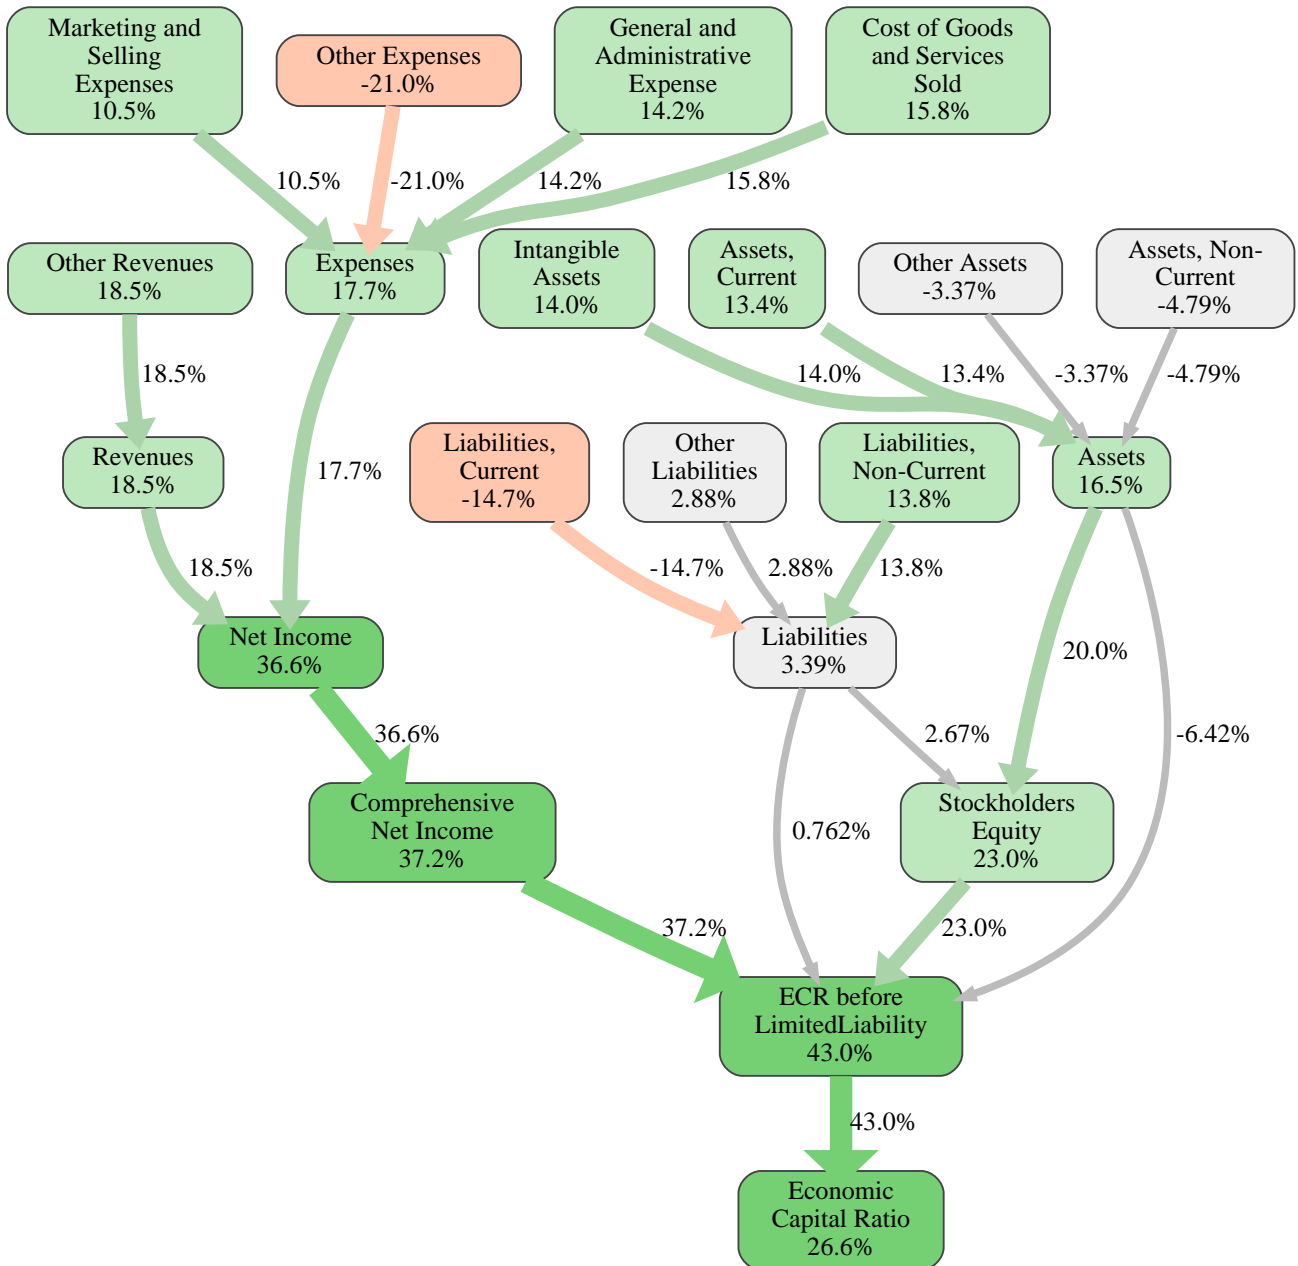 Marketing and
Selling
Expenses
10.5%
Other Expenses
-21.0%
General and
Administrative
Expense
14.2%
Cost of Goods
and Services
Sold
15.8%
10.5%
-21.0%
14.2%
15.8%
Other Revenues
18.5%
Expenses
17.7%
Intangible
Assets
14.0%
Assets,
Current
13.4%
Other Assets
-3.37%
Assets, Non-
Current
-4.79%
18.5%
17.7%
14.0%
13.4%
-3.37%
-4.79%
Revenues
18.5%
Liabilities,
Current
-14.7%
Other
Liabilities
2.88%
Liabilities,
Non-Current
13.8%
Assets
16.5%
18.5%
-14.7%
2.88%
13.8%
Net Income
36.6%
Liabilities
3.39%
20.0%
36.6%
2.67%
-6.42%
Comprehensive
Net Income
37.2%
0.762%
Stockholders
Equity
23.0%
37.2%
23.0%
ECR before
LimitedLiability
43.0%
43.0%
Economic
Capital Ratio
26.6%